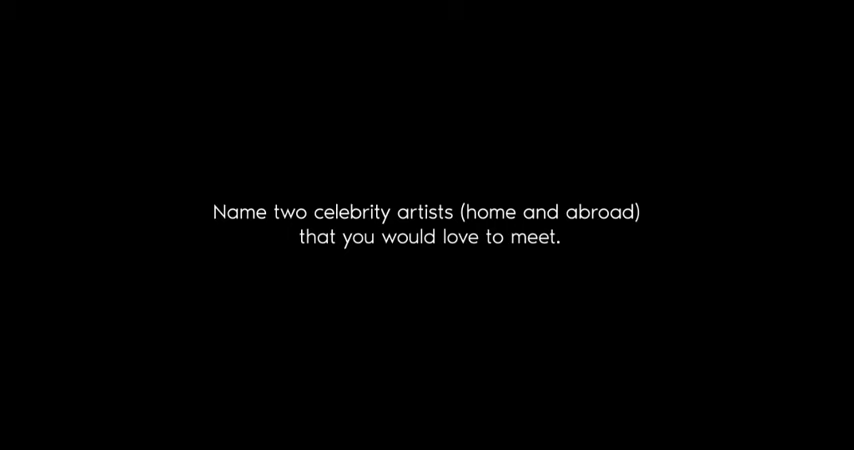 Name two celebrity artists (home and abroad)
that you would love to meet.